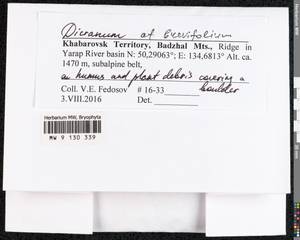 Dicranum af brevifolium
Khabarovsk Territory, Badzhal Mts., Ridge in
Yarap River basin N: 50,29063°; E: 134,6813° Alt. ca.
1470 m, subalpine belt,
on humus and plant debris covering a
boulder
Coll. V.E. Fedosov # 16-33
3.VIII.2016 Det.
Herbarium MW, Bryophyta
MW 9 130 339